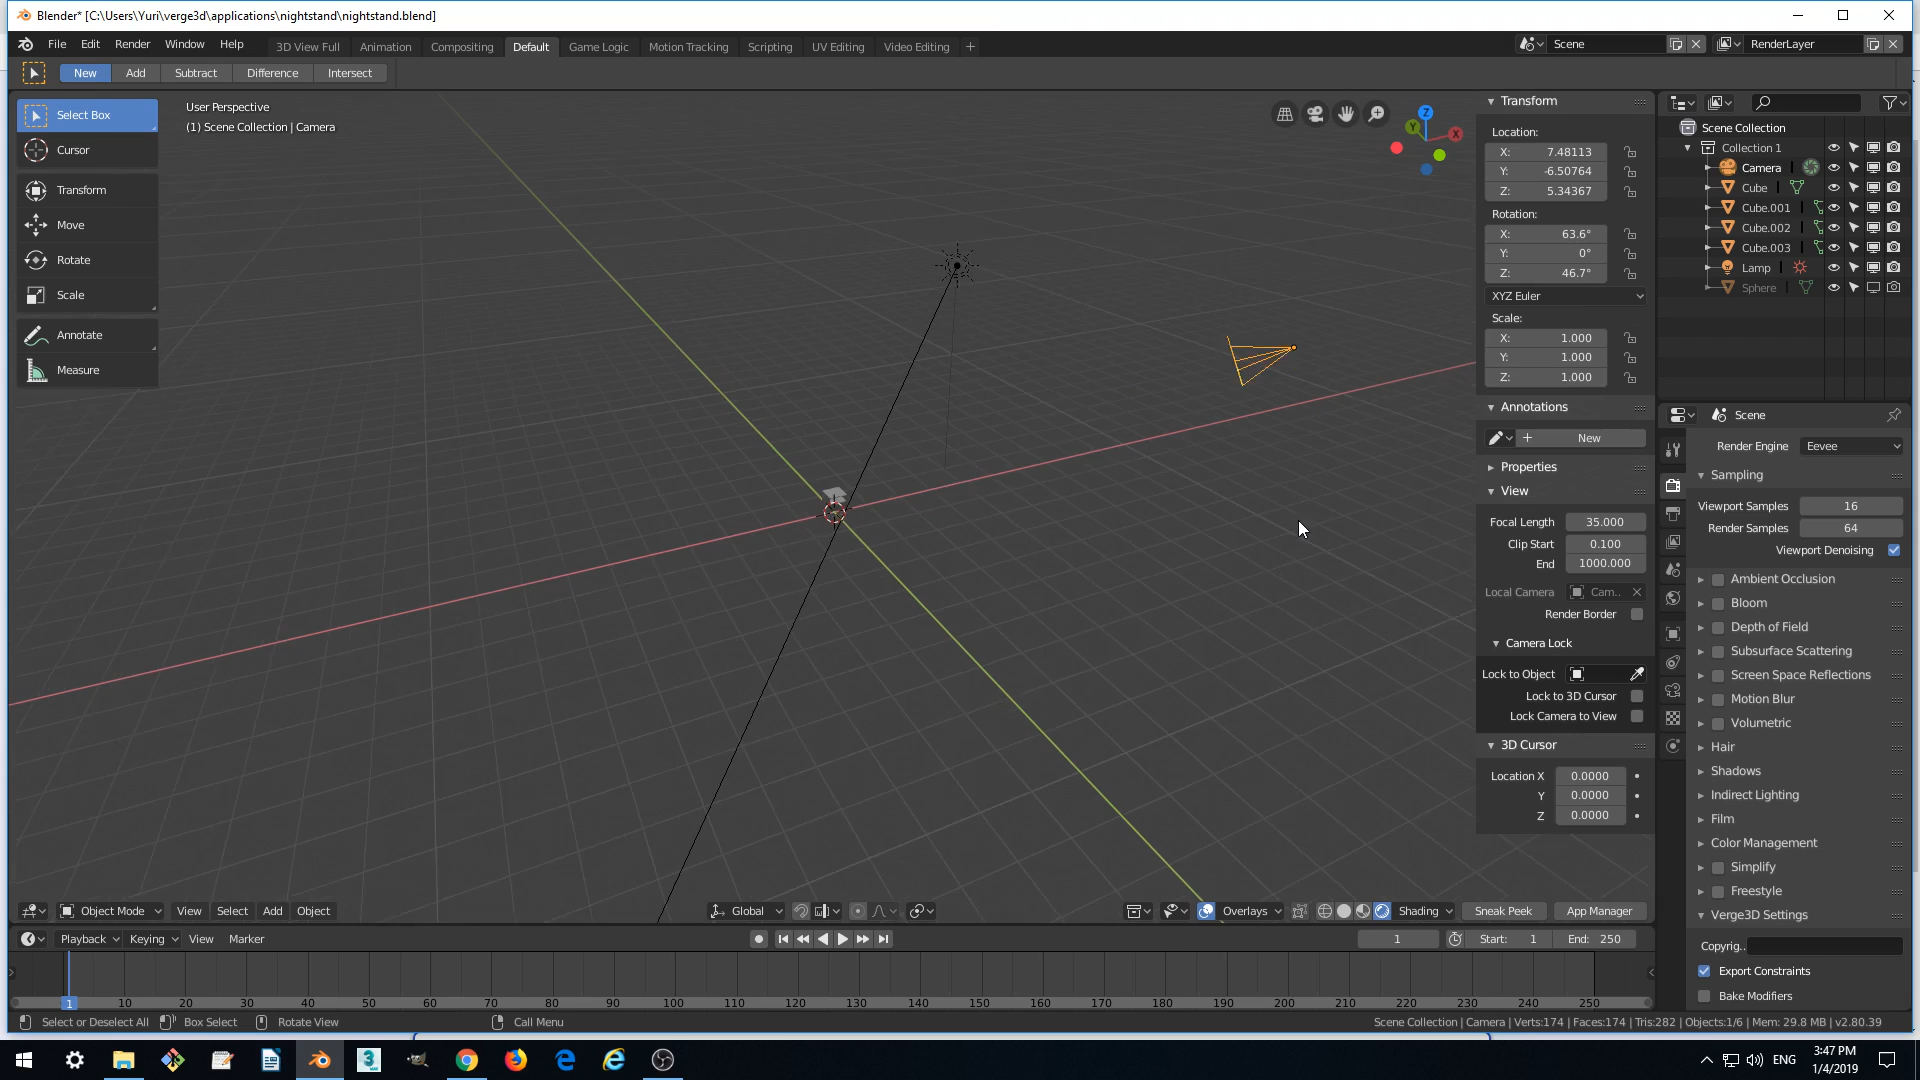 Blender* [C:\Users\Yuri\verge3d\applications\nightstand\nightstand.blend]
File Edit Render Window Help 3D View Full Animation Compositing Default Game Logic Motion Tracking Scripting UV Editing Video Editing + Scene RenderLayer
New Add Subtract Difference Intersect
Select Box
Cursor
Transform
Move
Rotate
Scale
Annotate
Measure
User Perspective
(1) Scene Collection | Camera
Z
Y
X
Transform
Location:
X: 7.48113
Y: -6.50764
Z: 5.34367
Rotation:
X: 63.6°
Y: 0°
Z: 46.7°
XYZ Euler
Scale:
X: 1.000
Y: 1.000
Z: 1.000
Annotations
+ New
Properties
View
Focal Length 35.000
Clip Start 0.100
End 1000.000
Local Camera Cam..
Render Border
Camera Lock
Lock to Object
Lock to 3D Cursor
Lock Camera to View
3D Cursor
Location X 0.0000
Y 0.0000
Z 0.0000
Scene Collection
Collection 1
Camera
Cube
Cube.001
Cube.002
Cube.003
Lamp
Sphere
Scene
Render Engine Eevee
Sampling
Viewport Samples 16
Render Samples 64
Viewport Denoising
Ambient Occlusion
Bloom
Depth of Field
Subsurface Scattering
Screen Space Reflections
Motion Blur
Volumetric
Hair
Shadows
Indirect Lighting
Film
Color Management
Simplify
Freestyle
Verge3D Settings
Copyrig..
Export Constraints
Bake Modifiers
Object Mode View Select Add Object Global Overlays Shading Sneak Peek App Manager
Playback Keying View Marker 1 Start: 1 End: 250
1 10 20 30 40 50 60 70 80 90 100 110 120 130 140 150 160 170 180 190 200 210 220 230 240 250
Select or Deselect All Box Select Rotate View Call Menu Scene Collection | Camera | Verts:174 | Faces:174 | Tris:282 | Objects:1/6 | Mem: 29.8 MB | v2.80.39
3
ENG
3:47 PM
1/4/2019